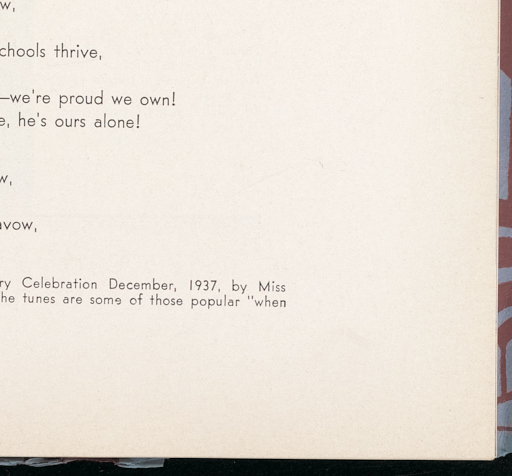 w,
chools thrive,
—we're proud we own!
e, he's ours alone!
w,
avow,
ry Celebration December, 1937, by Miss
he tunes are some of those popular "when